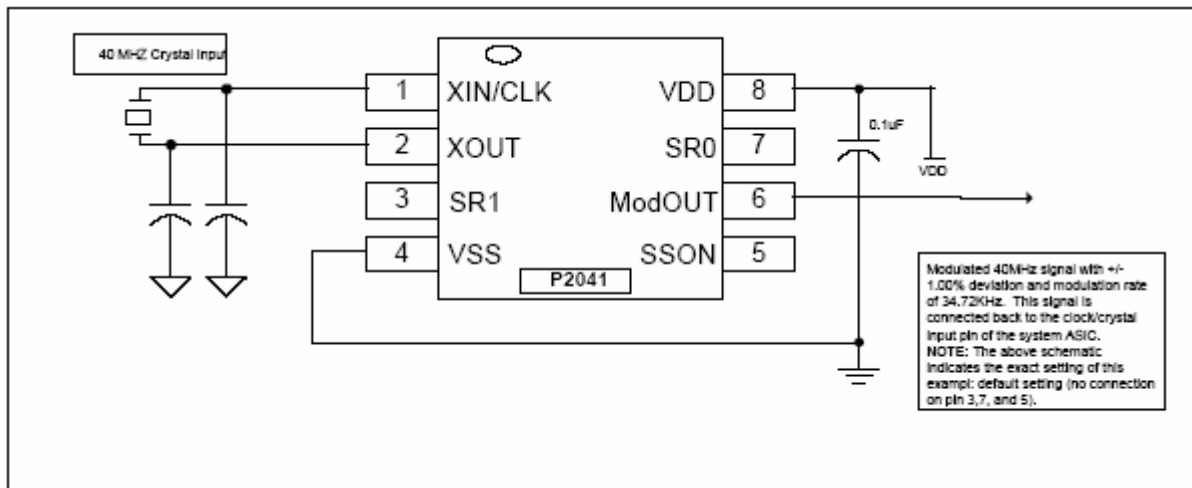 40 MHZ Crystal Input
1 XIN/CLK VDD 8
0.1uF
2 XOUT SR0 7
VDD
3 SR1 ModOUT 6
4 VSS SSON 5
P2041
Modulated 40MHz signal with +/-
1.00% deviation and modulation rate
of 34.72KHz. This signal is
connected back to the clock/crystal
input pin of the system ASIC.
NOTE: The above schematic
indicates the exact setting of this
exampl: default setting (no connection
on pin 3,7, and 5).